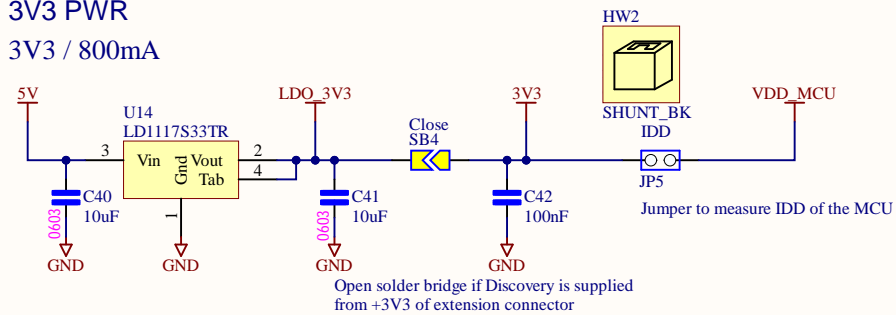 3V3 PWR
3V3 / 800mA
HW2
SHUNT_BK
5V
U14
LD1117S33TR
3
Vin
Gnd
Vout
Tab
2
4
1
LDO_3V3
Close
SB4
3V3
IDD
JP5
VDD_MCU
Jumper to measure IDD of the MCU
C40
10uF
0603
C41
10uF
0603
C42
100nF
GND
GND
GND
GND
Open solder bridge if Discovery is supplied
from +3V3 of extension connector